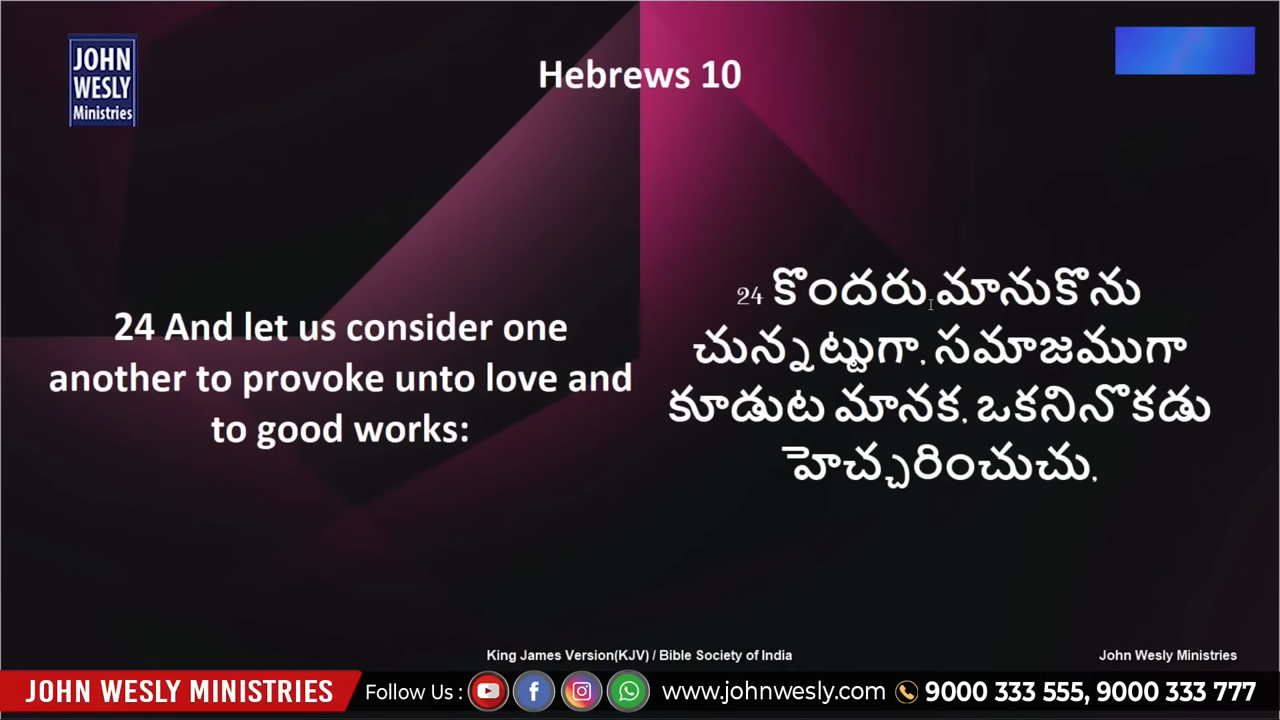 JOHN
WESLY
Ministries
Hebrews 10
24 And let us consider one
another to provoke unto love and
to good works:
24 కొందరు మానుకొను
చున్నట్టుగా, సమాజముగా
కూడుట మానక, ఒకనినొకడు
హెచ్చరించుచు,
King James Version(KJV) / Bible Society of India
John Wesly Ministries
JOHN WESLY MINISTRIES
Follow Us :
www.johnwesly.com
9000 333 555, 9000 333 777